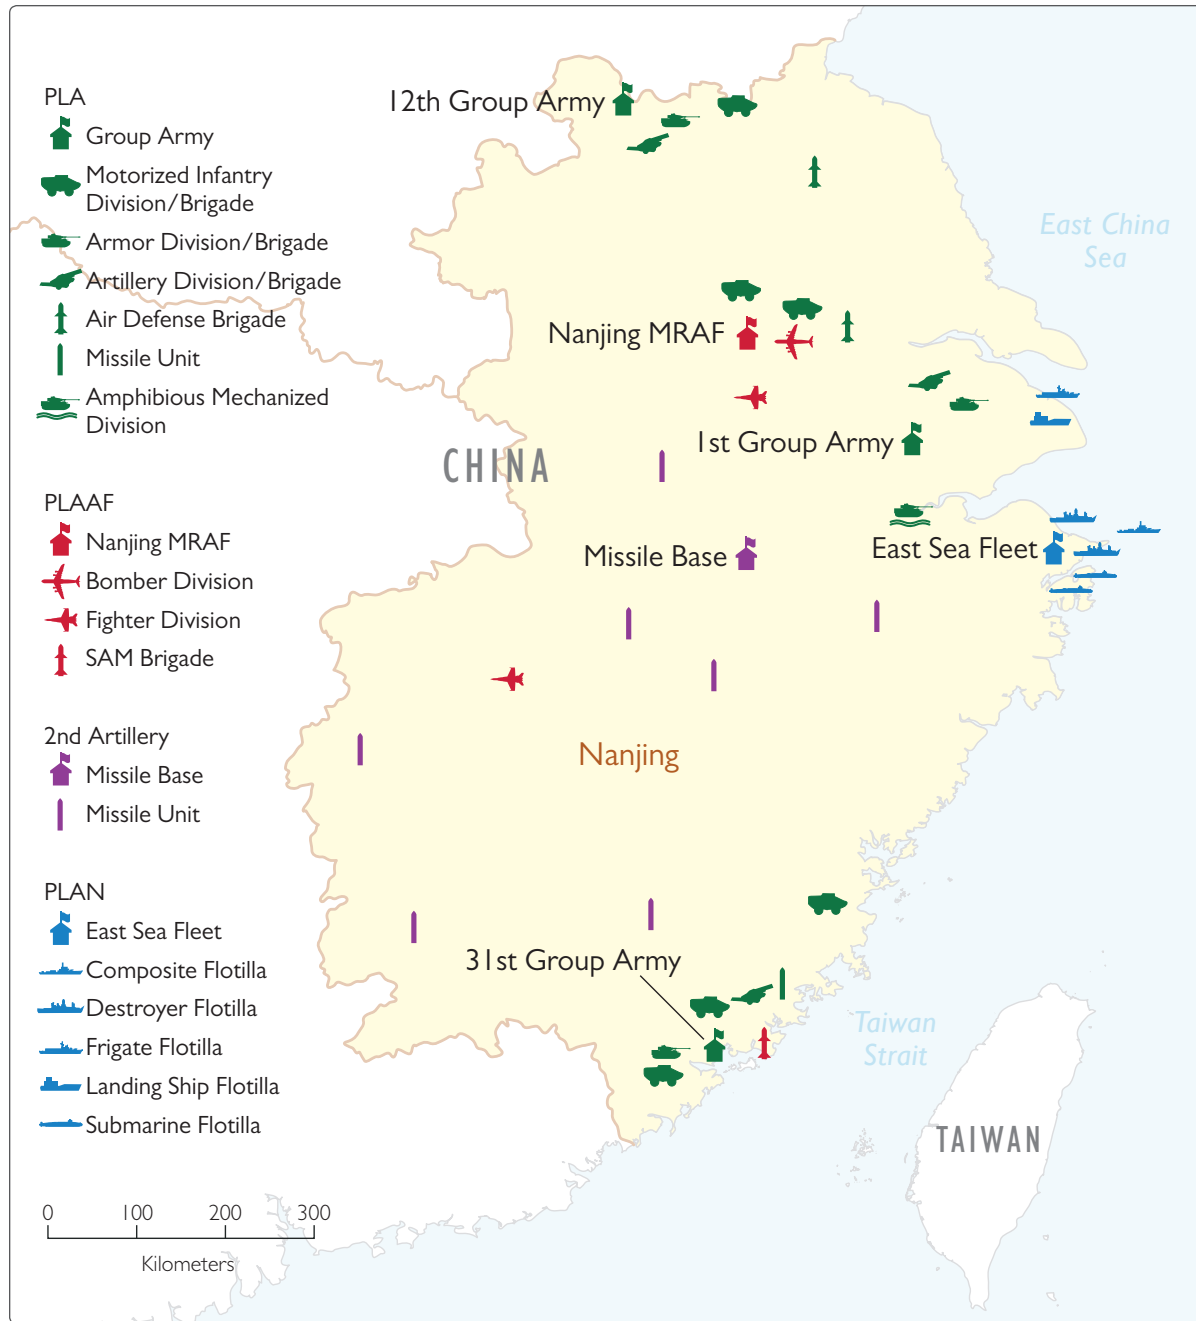 PLA
Group Army
Motorized Infantry
Division/Brigade
Armor Division/Brigade
Artillery Division/Brigade
Air Defense Brigade
Missile Unit
Amphibious Mechanized
Division
PLAAF
Nanjing MRAF
Bomber Division
Fighter Division
SAM Brigade
2nd Artillery
Missile Base
Missile Unit
PLAN
East Sea Fleet
Composite Flotilla
Destroyer Flotilla
Frigate Flotilla
Landing Ship Flotilla
Submarine Flotilla
0 100 200 300
Kilometers
12th Group Army
East China
Sea
Nanjing MRAF
1st Group Army
CHINA
Missile Base
East Sea Fleet
Nanjing
31st Group Army
Taiwan
Strait
TAIWAN